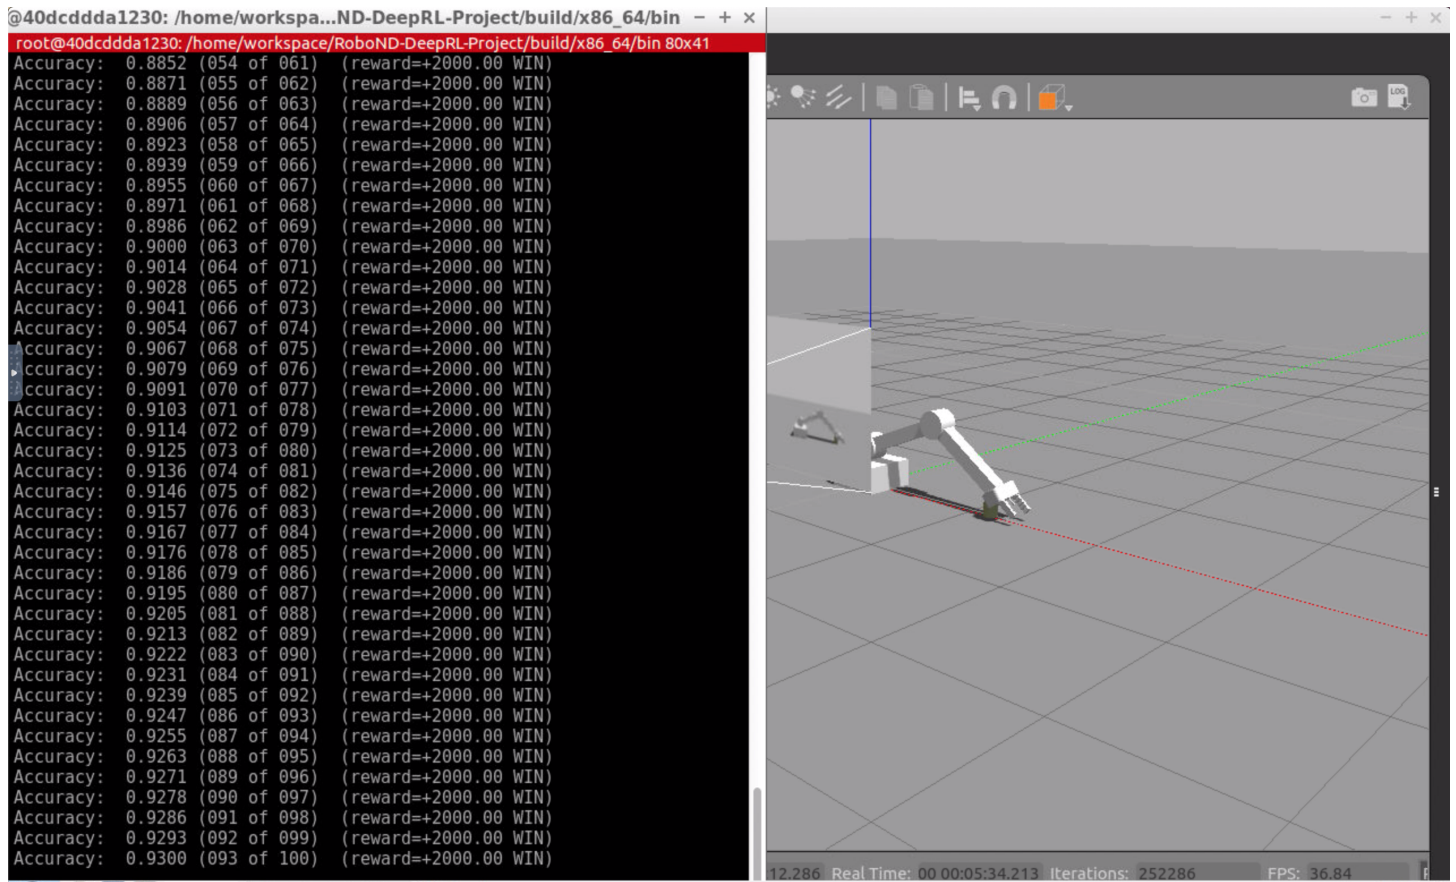 @40dcddda1230: /home/workspa...ND-DeepRL-Project/build/x86_64/bin
root@40dcddda1230: /home/workspace/RoboND-DeepRL-Project/build/x86_64/bin 80x41
Accuracy: 0.8852 (054 of 061) (reward=+2000.00 WIN)
Accuracy: 0.8871 (055 of 062) (reward=+2000.00 WIN)
Accuracy: 0.8889 (056 of 063) (reward=+2000.00 WIN)
Accuracy: 0.8906 (057 of 064) (reward=+2000.00 WIN)
Accuracy: 0.8923 (058 of 065) (reward=+2000.00 WIN)
Accuracy: 0.8939 (059 of 066) (reward=+2000.00 WIN)
Accuracy: 0.8955 (060 of 067) (reward=+2000.00 WIN)
Accuracy: 0.8971 (061 of 068) (reward=+2000.00 WIN)
Accuracy: 0.8986 (062 of 069) (reward=+2000.00 WIN)
Accuracy: 0.9000 (063 of 070) (reward=+2000.00 WIN)
Accuracy: 0.9014 (064 of 071) (reward=+2000.00 WIN)
Accuracy: 0.9028 (065 of 072) (reward=+2000.00 WIN)
Accuracy: 0.9041 (066 of 073) (reward=+2000.00 WIN)
Accuracy: 0.9054 (067 of 074) (reward=+2000.00 WIN)
Accuracy: 0.9067 (068 of 075) (reward=+2000.00 WIN)
ccuracy: 0.9079 (069 of 076) (reward=+2000.00 WIN)
ccuracy: 0.9091 (070 of 077) (reward=+2000.00 WIN)
Accuracy: 0.9103 (071 of 078) (reward=+2000.00 WIN)
Accuracy: 0.9114 (072 of 079) (reward=+2000.00 WIN)
Accuracy: 0.9125 (073 of 080) (reward=+2000.00 WIN)
Accuracy: 0.9136 (074 of 081) (reward=+2000.00 WIN)
Accuracy: 0.9146 (075 of 082) (reward=+2000.00 WIN)
Accuracy: 0.9157 (076 of 083) (reward=+2000.00 WIN)
Accuracy: 0.9167 (077 of 084) (reward=+2000.00 WIN)
Accuracy: 0.9176 (078 of 085) (reward=+2000.00 WIN)
Accuracy: 0.9186 (079 of 086) (reward=+2000.00 WIN)
Accuracy: 0.9195 (080 of 087) (reward=+2000.00 WIN)
Accuracy: 0.9205 (081 of 088) (reward=+2000.00 WIN)
Accuracy: 0.9213 (082 of 089) (reward=+2000.00 WIN)
Accuracy: 0.9222 (083 of 090) (reward=+2000.00 WIN)
Accuracy: 0.9231 (084 of 091) (reward=+2000.00 WIN)
Accuracy: 0.9239 (085 of 092) (reward=+2000.00 WIN)
Accuracy: 0.9247 (086 of 093) (reward=+2000.00 WIN)
Accuracy: 0.9255 (087 of 094) (reward=+2000.00 WIN)
Accuracy: 0.9263 (088 of 095) (reward=+2000.00 WIN)
Accuracy: 0.9271 (089 of 096) (reward=+2000.00 WIN)
Accuracy: 0.9278 (090 of 097) (reward=+2000.00 WIN)
Accuracy: 0.9286 (091 of 098) (reward=+2000.00 WIN)
Accuracy: 0.9293 (092 of 099) (reward=+2000.00 WIN)
Accuracy: 0.9300 (093 of 100) (reward=+2000.00 WIN)
LOG
12.286 Real Time: 00 00:05:34.213 Iterations: 252286 FPS: 36.84